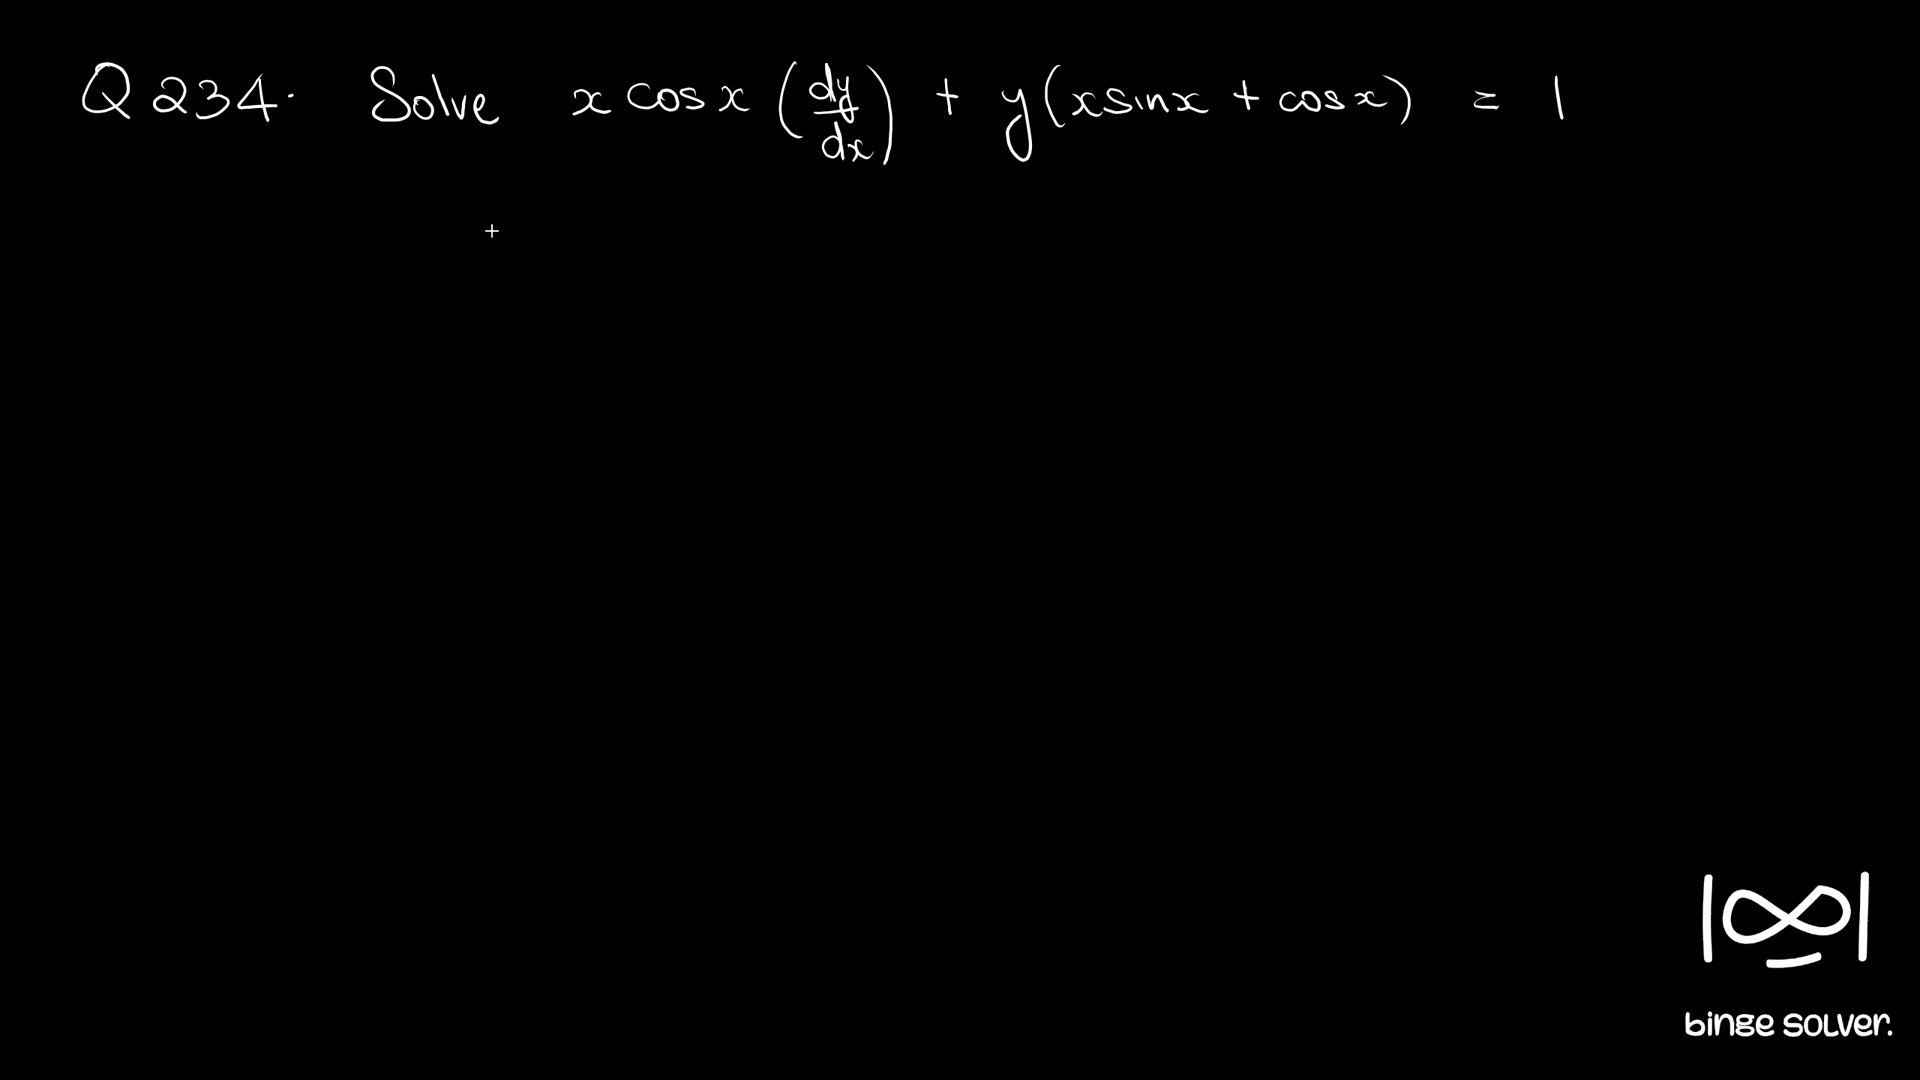 Q 234. Solve x cos x (dy/dx) + y(x sin x + cos x) = 1
binge solver.